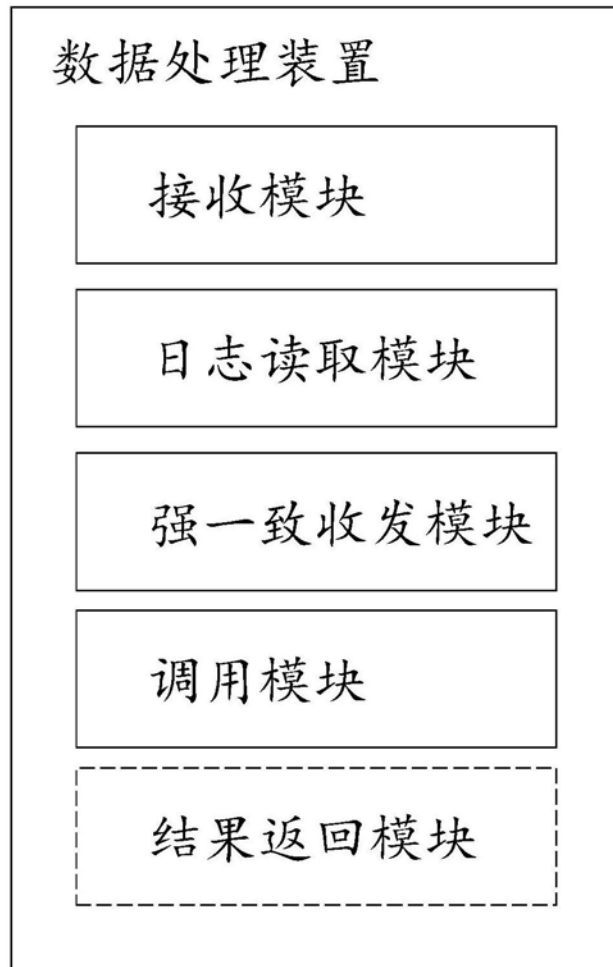 数据处理装置
接收模块
日志读取模块
强一致收发模块
调用模块
结果返回模块